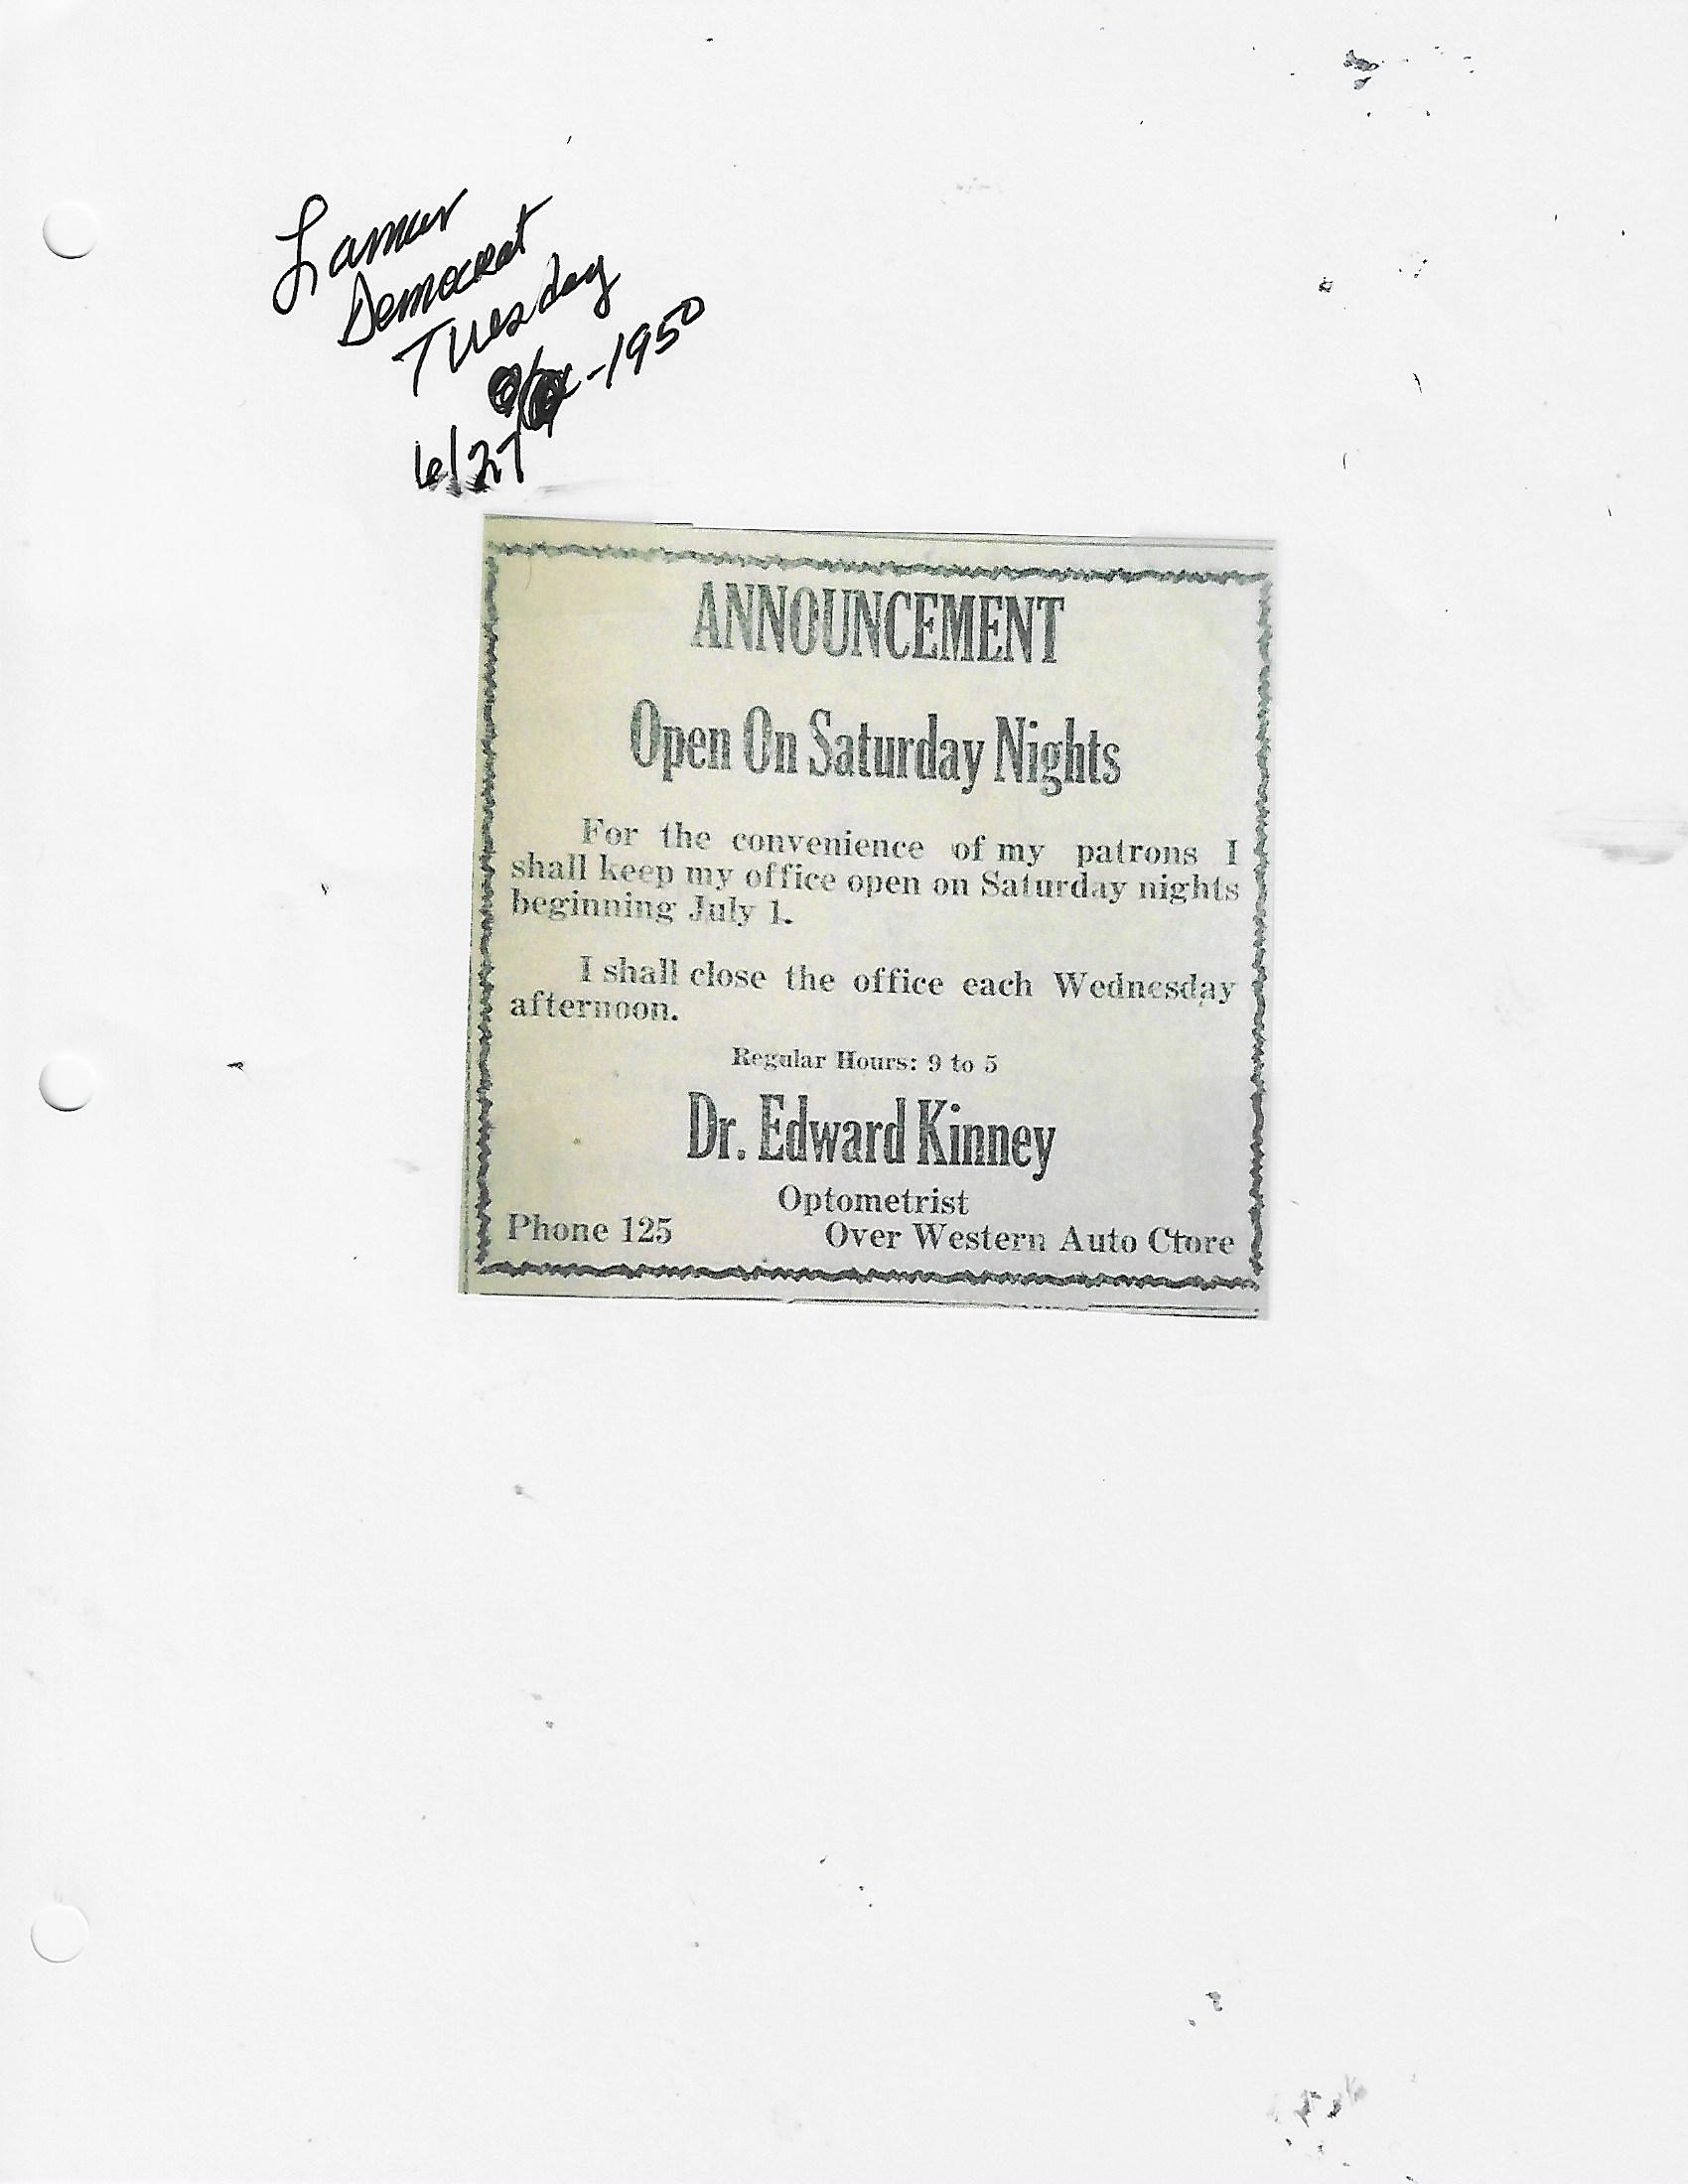 Lamar
Democrat
Tuesday
-1950
6/27
ANNOUNCEMENT
Open On Saturday Nights
For the convenience of my patrons I
shall keep my office open on Saturday nights
beginning July 1.
I shall close the office each Wednesday
afternoon.
Regular Hours: 9 to 5
Dr. Edward Kinney
Optometrist
Phone 125 Over Western Auto Ctore